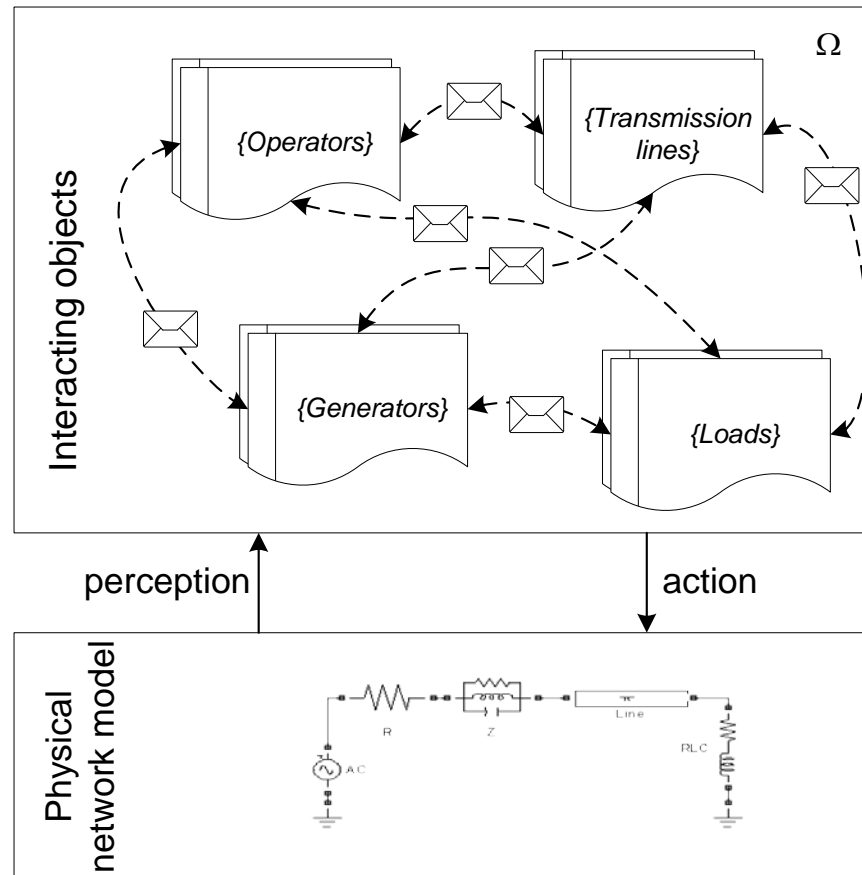 Ω
Interacting objects
{Operators}
{Transmission
lines}
{Generators}
{Loads}
perception
action
Physical
network model
R
Z
Line
RLC
AC